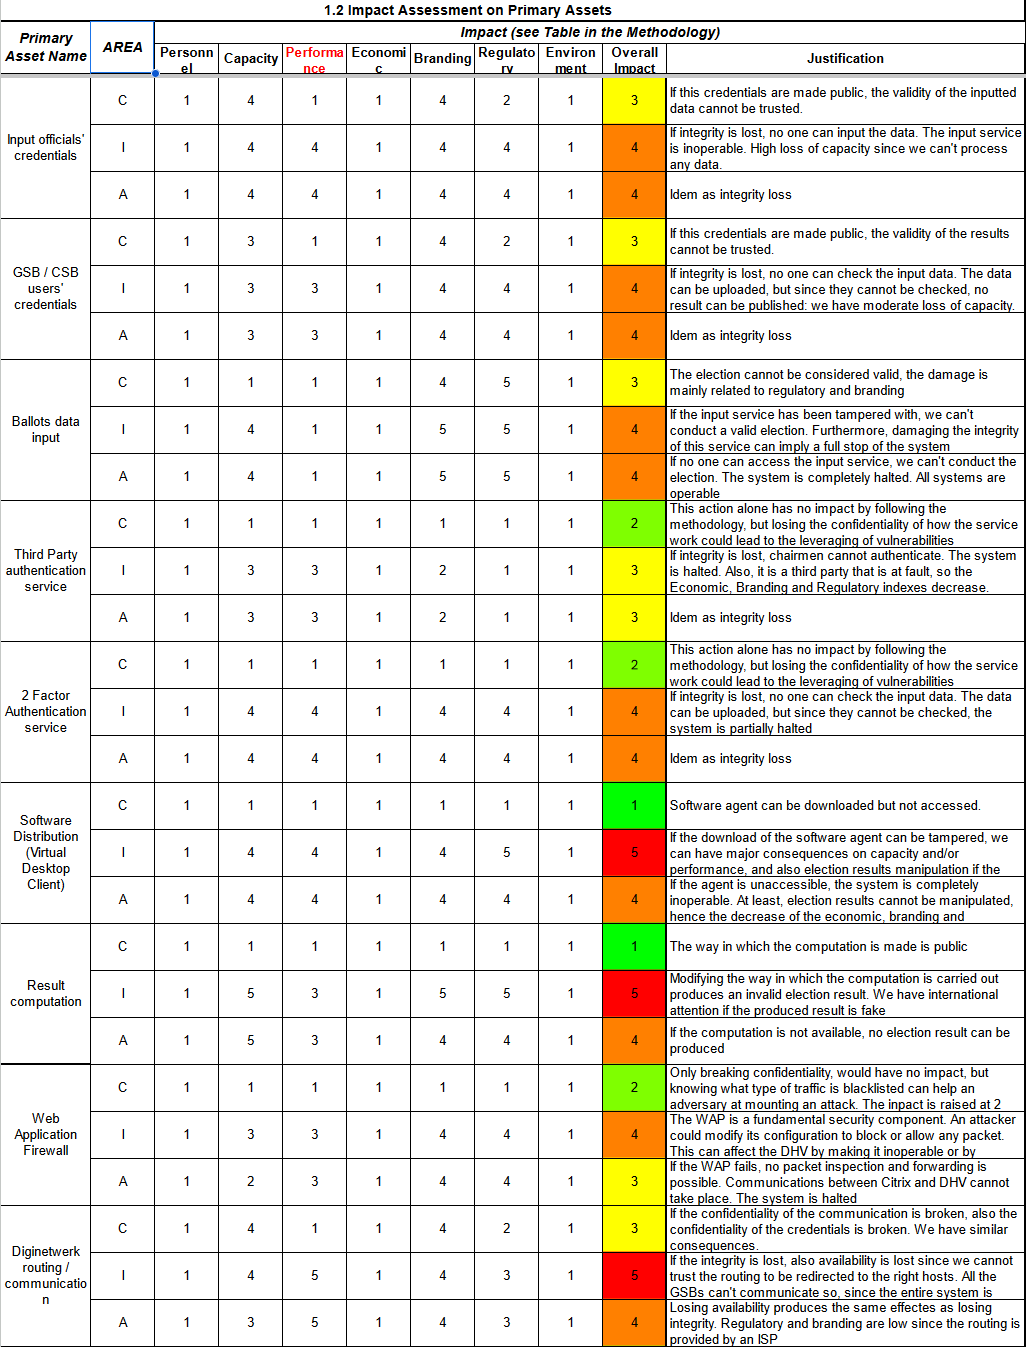 1.2 Impact Assessment on Primary Assets
Primary
Asset Name
AREA
Impact (see Table in the Methodology)
Personn
el
Capacity
Performa
nce
Economi
c
Branding
Regulato
ry
Environ
ment
Overall
Impact
Justification
Input officials'
credentials
C 1 4 1 1 4 2 1 3
If this credentials are made public, the validity of the inputted
data cannot be trusted.
I 1 4 4 1 4 4 1 4
If integrity is lost, no one can input the data. The input service
is inoperable. High loss of capacity since we can't process
any data.
A 1 4 4 1 4 4 1 4
Idem as integrity loss
GSB / CSB
users'
credentials
C 1 3 1 1 4 2 1 3
If this credentials are made public, the validity of the results
cannot be trusted.
I 1 3 3 1 4 4 1 4
If integrity is lost, no one can check the input data. The data
can be uploaded, but since they cannot be checked, no
result can be published: we have moderate loss of capacity.
A 1 3 3 1 4 4 1 4
Idem as integrity loss
Ballots data
input
C 1 1 1 1 4 5 1 3
The election cannot be considered valid, the damage is
mainly related to regulatory and branding
I 1 4 1 1 5 5 1 4
If the input service has been tampered with, we can't
conduct a valid election. Furthermore, damaging the integrity
of this service can imply a full stop of the system
A 1 4 1 1 5 5 1 4
If no one can access the input service, we can't conduct the
election. The system is completely halted. All systems are
operable
Third Party
authentication
service
C 1 1 1 1 1 1 1 2
This action alone has no impact by following the
methodology, but losing the confidentiality of how the service
work could lead to the leveraging of vulnerabilities
I 1 3 3 1 2 1 1 3
If integrity is lost, chairmen cannot authenticate. The system
is halted. Also, it is a third party that is at fault, so the
Economic, Branding and Regulatory indexes decrease.
A 1 3 3 1 2 1 1 3
Idem as integrity loss
2 Factor
Authentication
service
C 1 1 1 1 1 1 1 2
This action alone has no impact by following the
methodology, but losing the confidentiality of how the service
work could lead to the leveraging of vulnerabilities
I 1 4 4 1 4 4 1 4
If integrity is lost, no one can check the input data. The data
can be uploaded, but since they cannot be checked, the
system is partially halted
A 1 4 4 1 4 4 1 4
Idem as integrity loss
Software
Distribution
(Virtual
Desktop
Client)
C 1 1 1 1 1 1 1 1
Software agent can be downloaded but not accessed.
I 1 4 4 1 4 5 1 5
If the download of the software agent can be tampered, we
can have major consequences on capacity and/or
performance, and also election results manipulation if the
A 1 4 4 1 4 4 1 4
If the agent is unaccessible, the system is completely
inoperable. At least, election results cannot be manipulated,
hence the decrease of the economic, branding and
Result
computation
C 1 1 1 1 1 1 1 1
The way in which the computation is made is public
I 1 5 3 1 5 5 1 5
Modifying the way in which the computation is carried out
produces an invalid election result. We have international
attention if the produced result is fake
A 1 5 3 1 4 4 1 4
If the computation is not available, no election result can be
produced
Web
Application
Firewall
C 1 1 1 1 1 1 1 2
Only breaking confidentiality, would have no impact, but
knowing what type of traffic is blacklisted can help an
adversary at mounting an attack. The inpact is raised at 2
I 1 3 3 1 4 4 1 4
The WAP is a fundamental security component. An attacker
could modify its configuration to block or allow any packet.
This can affect the DHV by making it inoperable or by
A 1 2 3 1 4 4 1 3
If the WAP fails, no packet inspection and forwarding is
possible. Communications between Citrix and DHV cannot
take place. The system is halted
Diginetwerk
routing /
communicatio
n
C 1 4 1 1 4 2 1 3
If the confidentiality of the communication is broken, also the
confidentiality of the credentials is broken. We have similar
consequences.
I 1 4 5 1 4 3 1 5
If the integrity is lost, also availability is lost since we cannot
trust the routing to be redirected to the right hosts. All the
GSBs can't communicate so, since the entire system is
A 1 3 5 1 4 3 1 4
Losing availability produces the same effectes as losing
integrity. Regulatory and branding are low since the routing is
provided by an ISP